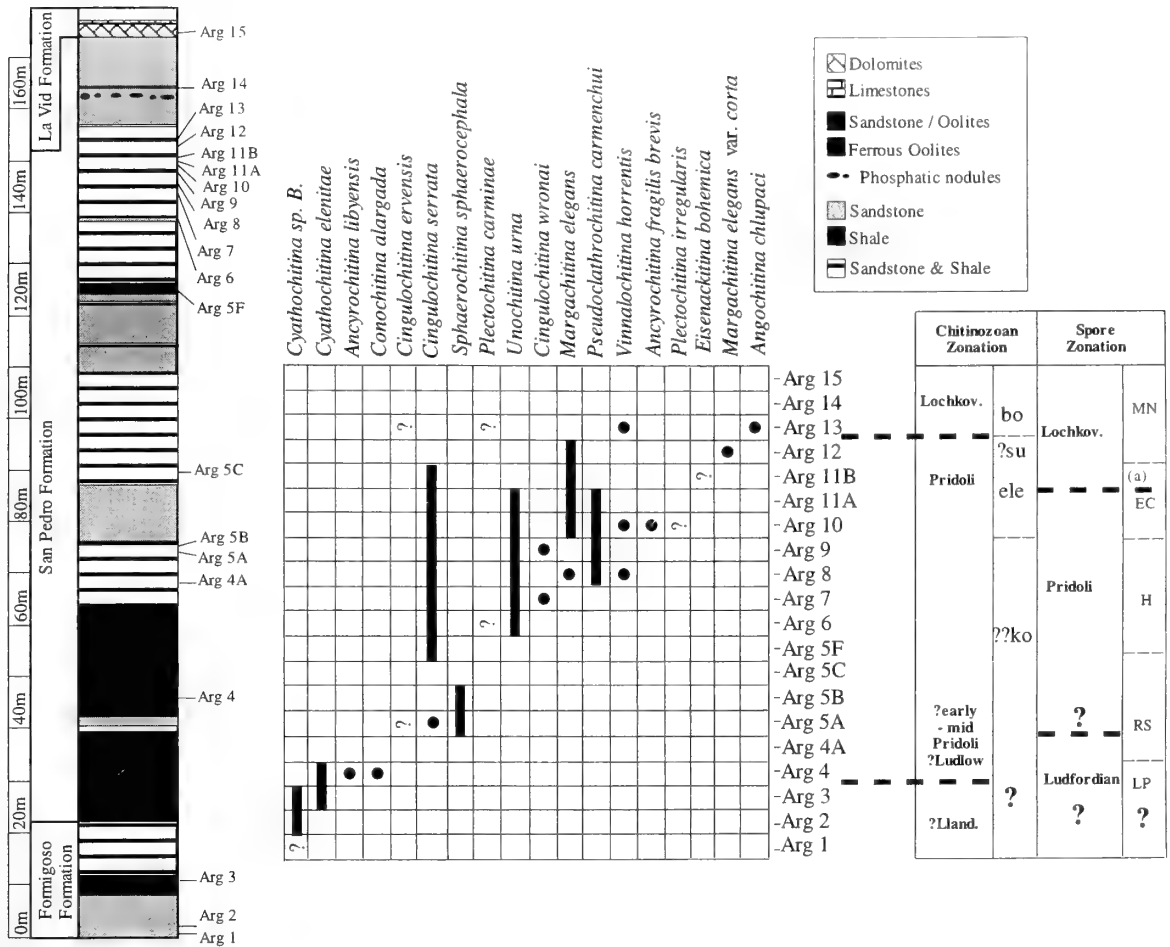 La Vid Formation
San Pedro Formation
Formigoso
Formation
160m
140m
120m
100m
80m
60m
40m
20m
0m
Arg 15
Arg 14
Arg 13
Arg 12
Arg 11B
Arg 11A
Arg 10
Arg 9
Arg 8
Arg 7
Arg 6
Arg 5F
Arg 5C
Arg 5B
Arg 5A
Arg 4A
Arg 4
Arg 3
Arg 2
Arg 1
Cyathochitina sp. B.
Cyathochitina elenitae
Ancyrochitina libyensis
Conochitina alargada
Cingulochitina ervensis
Cingulochitina serrata
Sphaerochitina sphaerocephala
Plectochitina carminae
Urnochitina urna
Cingulochitina wronai
Margachitina elegans
Pseudoclathrochitina carmenchui
Vinnalochitina horrentis
Ancyrochitina fragilis brevis
Plectochitina irregularis
Eisenackitina bohemica
Margachitina elegans var. corta
Angochitina chlupaci
? ?
?
?
?
?
?
-Arg 15
-Arg 14
-Arg 13
-Arg 12
-Arg 11B
-Arg 11A
-Arg 10
-Arg 9
-Arg 8
-Arg 7
-Arg 6
-Arg 5F
-Arg 5C
-Arg 5B
-Arg 5A
-Arg 4A
-Arg 4
-Arg 3
-Arg 2
-Arg 1
Dolomites
Limestones
Sandstone / Oolites
Ferrous Oolites
Phosphatic nodules
Sandstone
Shale
Sandstone & Shale
Chitinozoan
Zonation
Spore
Zonation
Lochkov.
Pridoli
?early
- mid
Pridoli
?Ludlow
?Lland.
bo
?su
ele
??ko
?
Lochkov.
Pridoli
?
Ludfordian
?
MN
(a)
EC
H
RS
LP
?